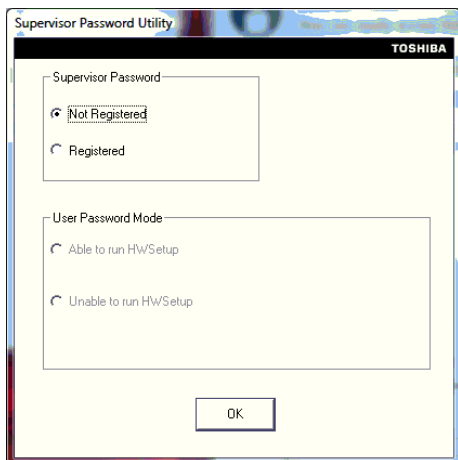 Supervisor Password Utility
TOSHIBA
Supervisor Password
Not Registered
Registered
User Password Mode
Able to run HWSetup
Unable to run HWSetup
OK